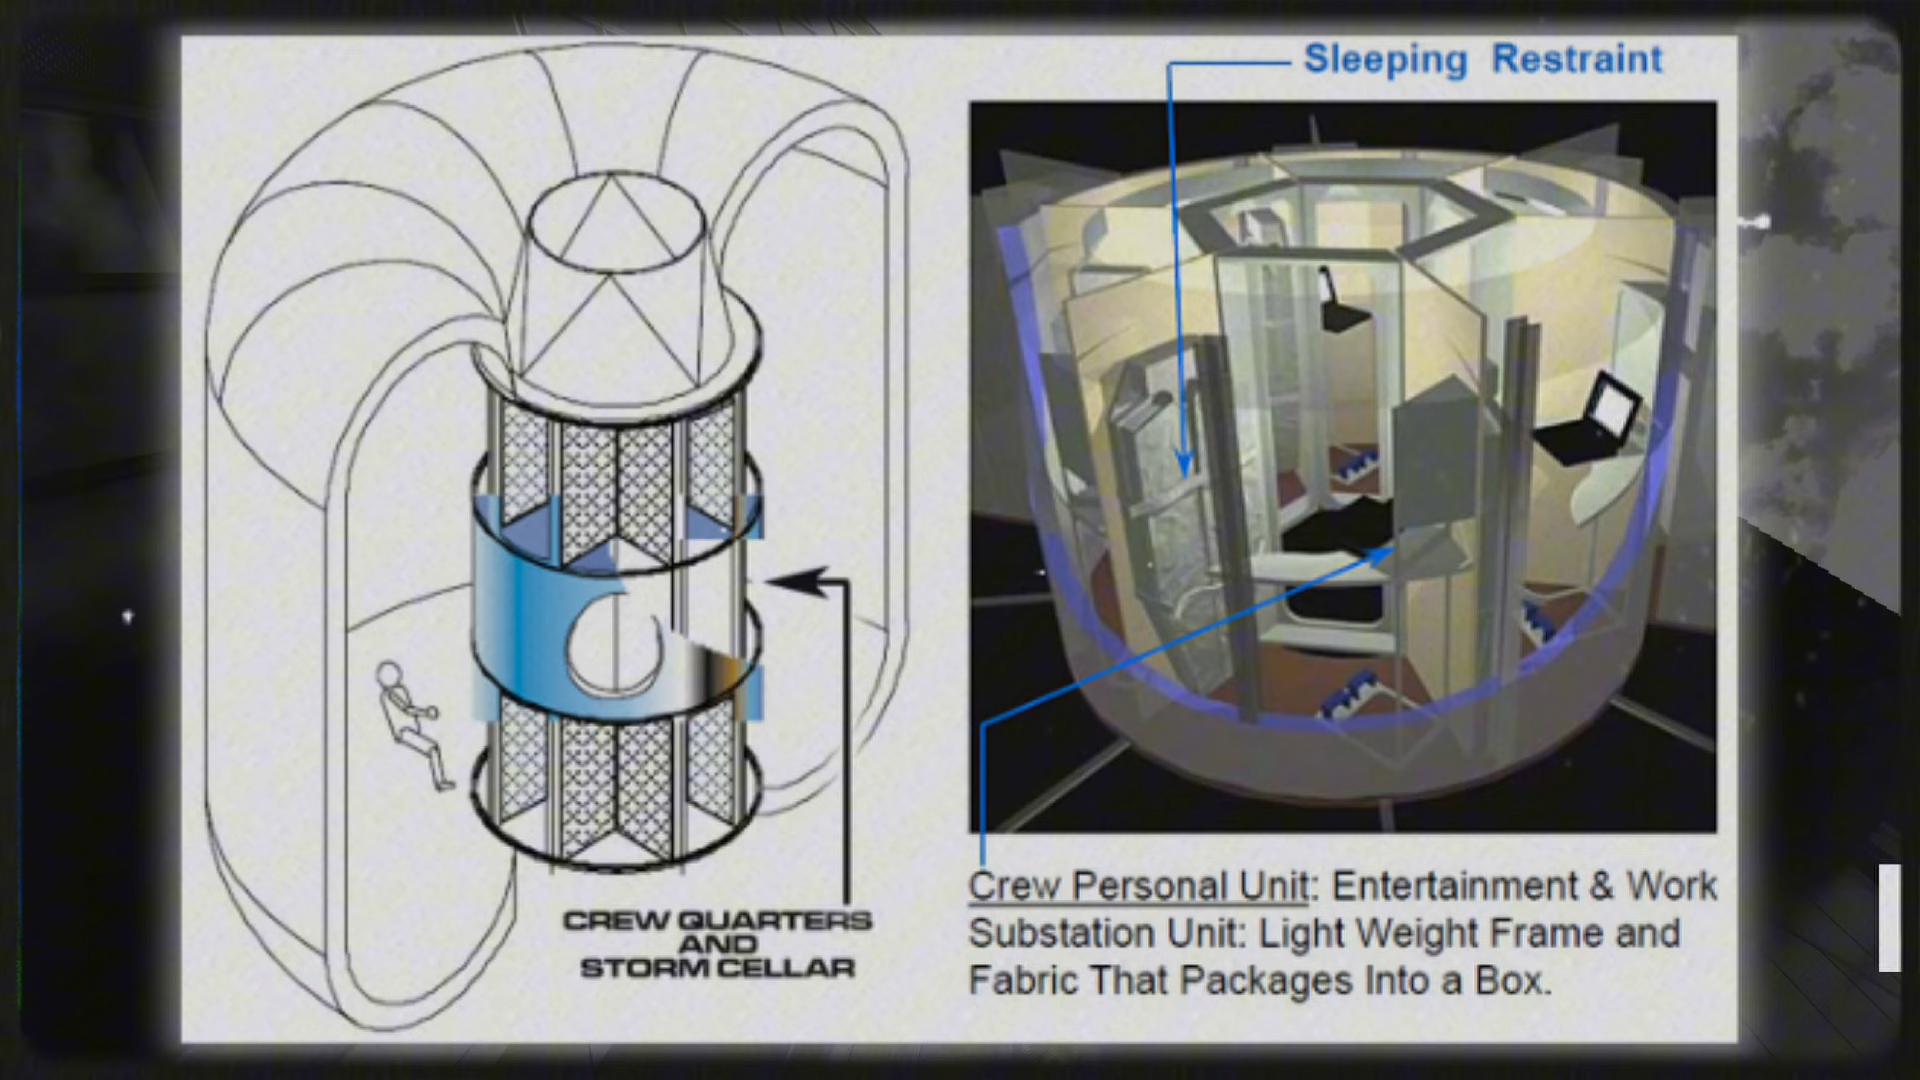 Sleeping Restraint
CREW QUARTERS
AND
STORM CELLAR
Crew Personal Unit: Entertainment & Work
Substation Unit: Light Weight Frame and
Fabric That Packages Into a Box.